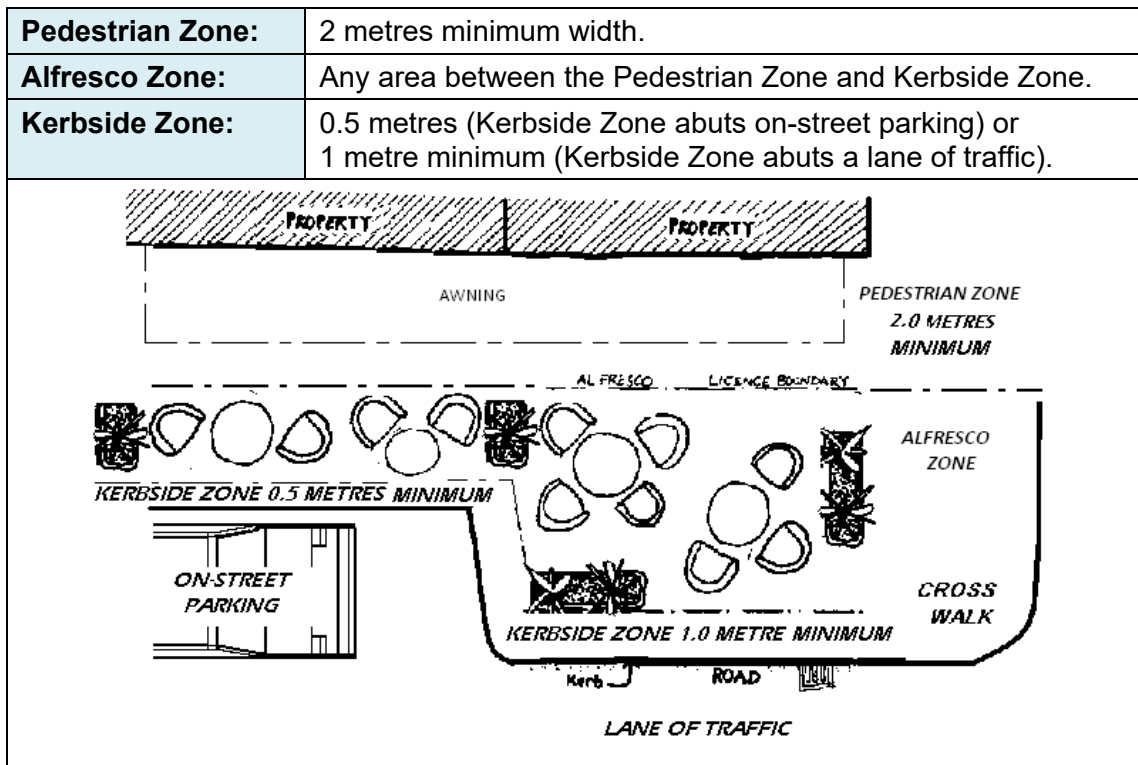 Pedestrian Zone: 2 metres minimum width.
Alfresco Zone: Any area between the Pedestrian Zone and Kerbside Zone.
Kerbside Zone: 0.5 metres (Kerbside Zone abuts on-street parking) or
1 metre minimum (Kerbside Zone abuts a lane of traffic).
PROPERTY
PROPERTY
AWNING
PEDESTRIAN ZONE
2.0 METRES
MINIMUM
AL FRESCO LICENCE BOUNDARY
ALFRESCO
ZONE
KERBSIDE ZONE 0.5 METRES MINIMUM
ON-STREET
PARKING
CROSS
WALK
KERBSIDE ZONE 1.0 METRE MINIMUM
Kerb
ROAD
LANE OF TRAFFIC